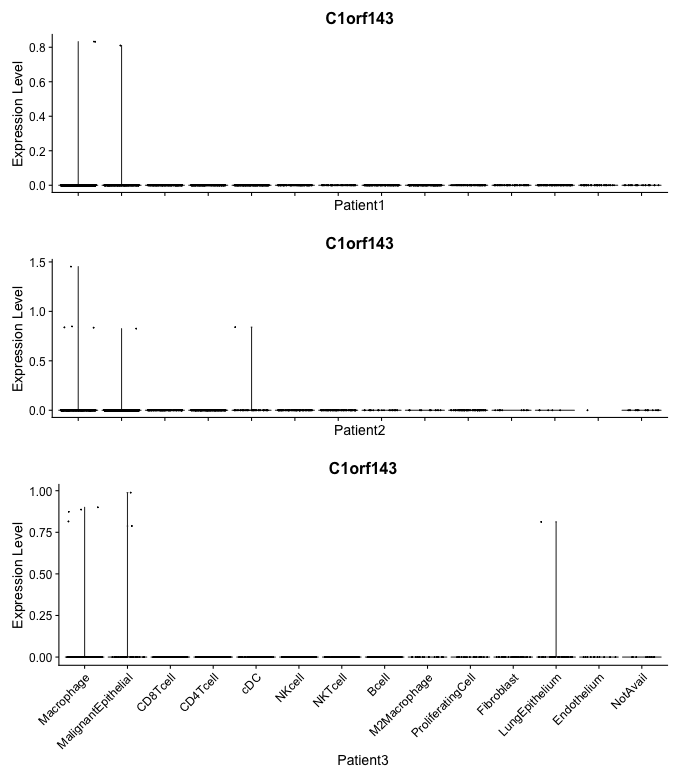 C1orf143
Expression Level
0.8
0.6
0.4
0.2
0.0
Patient1
C1orf143
Expression Level
1.5
1.0
0.5
0.0
Patient2
C1orf143
Expression Level
1.00
0.75
0.50
0.25
0.00
Macrophage
MalignantEpithelial
CD8Tcell
CD4Tcell
cDC
NKcell
NKTcell
Bcell
M2Macrophage
ProliferatingCell
Fibroblast
LungEpithelium
Endothelium
NotAvail
Patient3